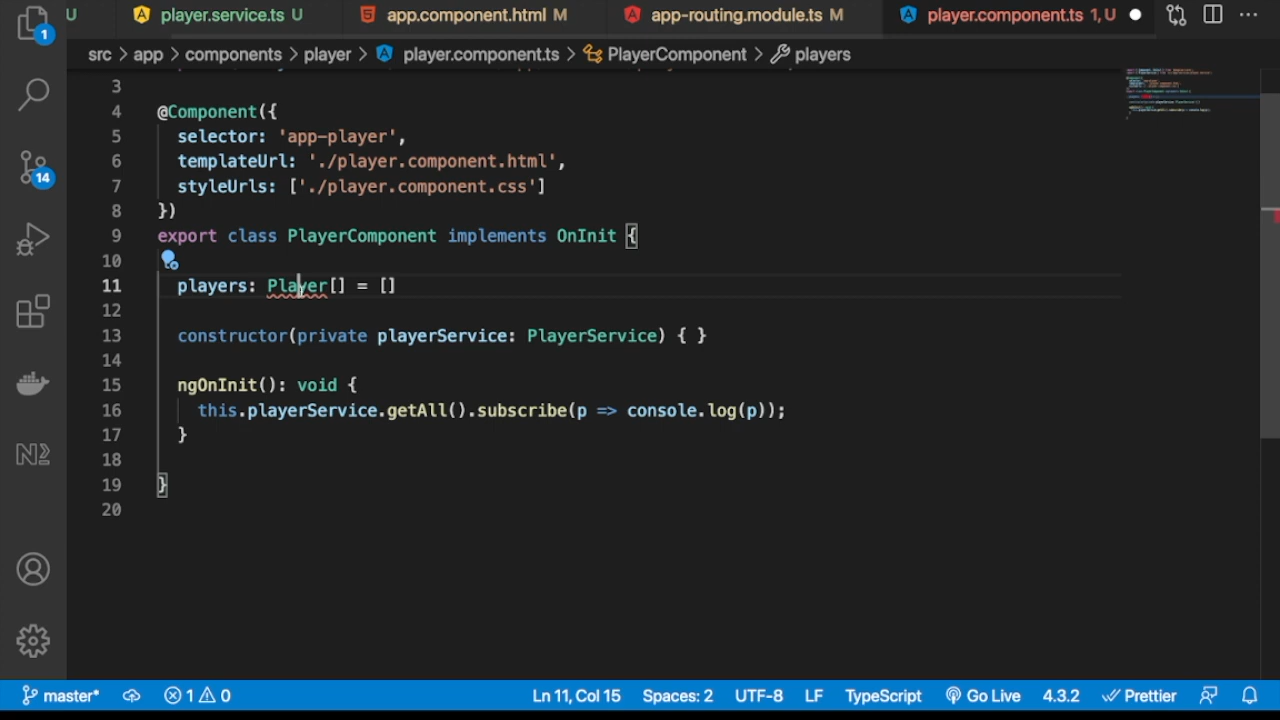 U player.service.ts U app.component.html M app-routing.module.ts M player.component.ts 1, U
src > app > components > player > player.component.ts > PlayerComponent > players
3
4 @Component({
5 selector: 'app-player',
6 templateUrl: './player.component.html',
7 styleUrls: ['./player.component.css']
8 })
9 export class PlayerComponent implements OnInit {
10
11 players: Player[] = []
12
13 constructor(private playerService: PlayerService) { }
14
15 ngOnInit(): void {
16 this.playerService.getAll().subscribe(p => console.log(p));
17 }
18
19 }
20
1
14
master* 1 0 Ln 11, Col 15 Spaces: 2 UTF-8 LF TypeScript Go Live 4.3.2 Prettier